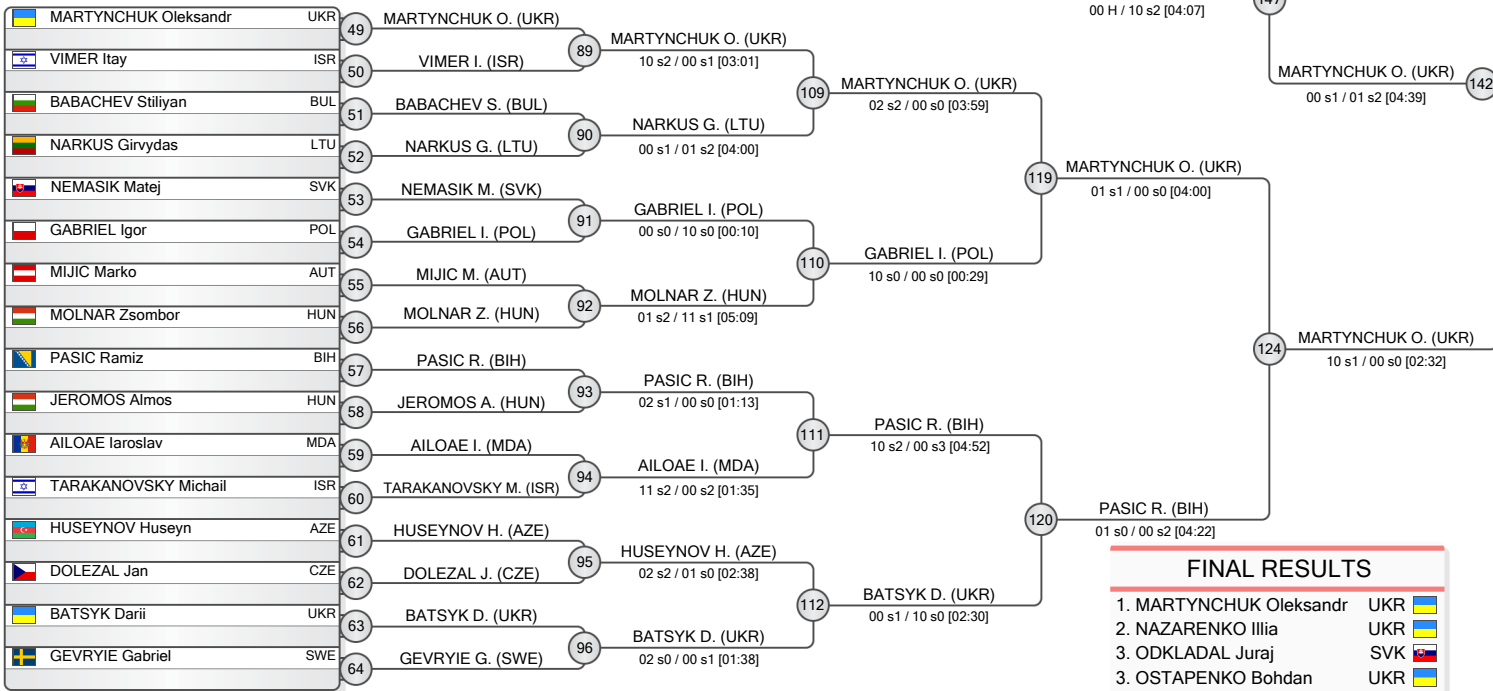 MARTYNCHUK Oleksandr UKR
VIMER Itay ISR
BABACHEV Stiliyan BUL
NARKUS Girvydas LTU
NEMASIK Matej SVK
GABRIEL Igor POL
MIJIC Marko AUT
MOLNAR Zsombor HUN
PASIC Ramiz BIH
JEROMOS Almos HUN
AILOAE Iaroslav MDA
TARAKANOVSKY Michail ISR
HUSEYNOV Huseyn AZE
DOLEZAL Jan CZE
BATSYK Darii UKR
GEVRYIE Gabriel SWE
49 MARTYNCHUK O. (UKR)
50 VIMER I. (ISR)
51 BABACHEV S. (BUL)
52 NARKUS G. (LTU)
53 NEMASIK M. (SVK)
54 GABRIEL I. (POL)
55 MIJIC M. (AUT)
56 MOLNAR Z. (HUN)
57 PASIC R. (BIH)
58 JEROMOS A. (HUN)
59 AILOAE I. (MDA)
60 TARAKANOVSKY M. (ISR)
61 HUSEYNOV H. (AZE)
62 DOLEZAL J. (CZE)
63 BATSYK D. (UKR)
64 GEVRYIE G. (SWE)
89 MARTYNCHUK O. (UKR)
10 s2 / 00 s1 [03:01]
90 NARKUS G. (LTU)
00 s1 / 01 s2 [04:00]
91 GABRIEL I. (POL)
00 s0 / 10 s0 [00:10]
92 MOLNAR Z. (HUN)
01 s2 / 11 s1 [05:09]
93 PASIC R. (BIH)
02 s1 / 00 s0 [01:13]
94 AILOAE I. (MDA)
11 s2 / 00 s2 [01:35]
95 HUSEYNOV H. (AZE)
02 s2 / 01 s0 [02:38]
96 BATSYK D. (UKR)
02 s0 / 00 s1 [01:38]
109 MARTYNCHUK O. (UKR)
02 s2 / 00 s0 [03:59]
110 GABRIEL I. (POL)
10 s0 / 00 s0 [00:29]
111 PASIC R. (BIH)
10 s2 / 00 s3 [04:52]
112 BATSYK D. (UKR)
00 s1 / 10 s0 [02:30]
119 MARTYNCHUK O. (UKR)
01 s1 / 00 s0 [04:00]
120 PASIC R. (BIH)
01 s0 / 00 s2 [04:22]
124 MARTYNCHUK O. (UKR)
10 s1 / 00 s0 [02:32]
00 H / 10 s2 [04:07]
147
MARTYNCHUK O. (UKR) 142
00 s1 / 01 s2 [04:39]
FINAL RESULTS
1. MARTYNCHUK Oleksandr UKR
2. NAZARENKO Illia UKR
3. ODKLADAL Juraj SVK
3. OSTAPENKO Bohdan UKR